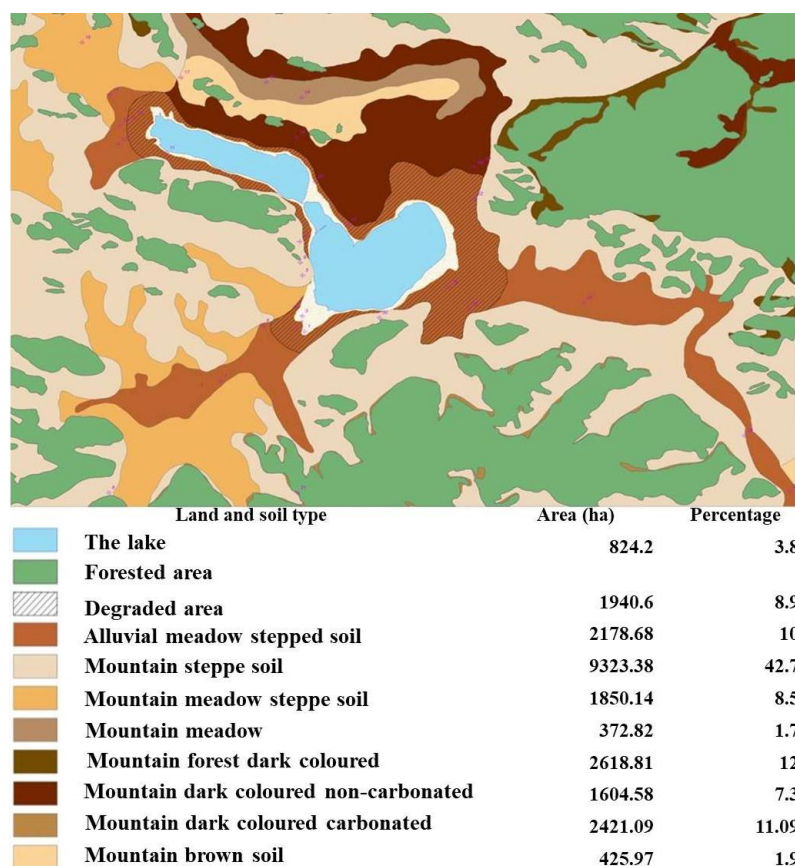 Land and soil type Area (ha) Percentage
The lake 824.2 3.8
Forested area
Degraded area 1940.6 8.9
Alluvial meadow stepped soil 2178.68 10
Mountain steppe soil 9323.38 42.7
Mountain meadow steppe soil 1850.14 8.5
Mountain meadow 372.82 1.7
Mountain forest dark coloured 2618.81 12
Mountain dark coloured non-carbonated 1604.58 7.3
Mountain dark coloured carbonated 2421.09 11.09
Mountain brown soil 425.97 1.9